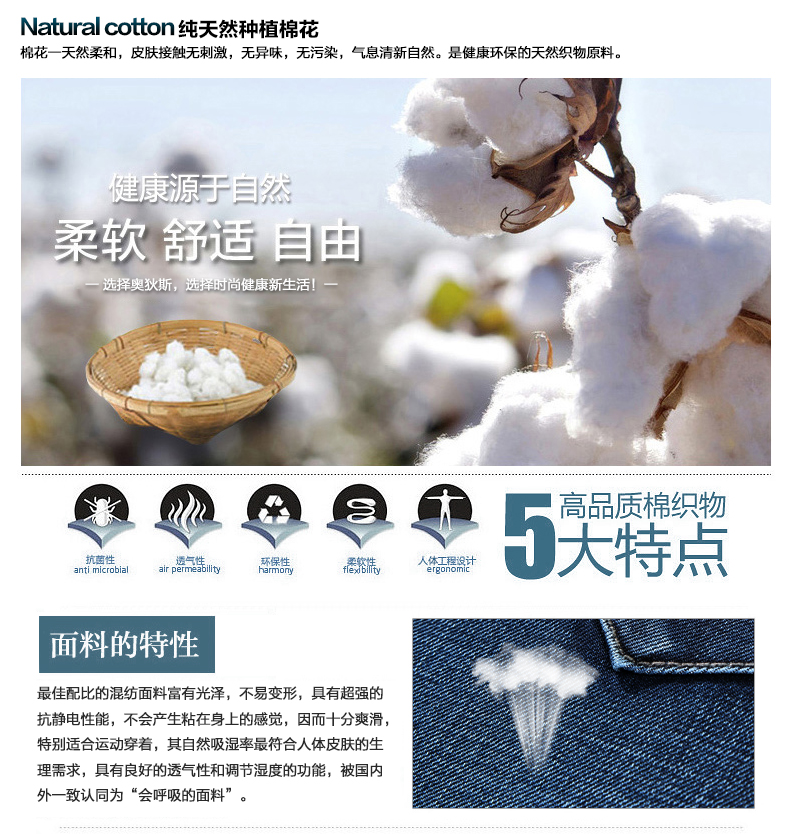 Natural cotton 纯天然种植棉花
棉花—天然柔和，皮肤接触无刺激，无异味，无污染，气息清新自然。是健康环保的天然织物原料。
健康源于自然
柔软 舒适 自由
— 选择奥狄斯，选择时尚健康新生活！—
抗菌性
anti microbial
透气性
air permeability
环保性
harmony
柔软性
flexibility
人体工程设计
ergonomic
5
高品质棉织物
大特点
面料的特性
最佳配比的混纺面料富有光泽，不易变形，具有超强的
抗静电性能，不会产生粘在身上的感觉，因而十分爽滑，
特别适合运动穿着，其自然吸湿率最符合人体皮肤的生
理需求，具有良好的透气性和调节湿度的功能，被国内
外一致认同为“会呼吸的面料”。